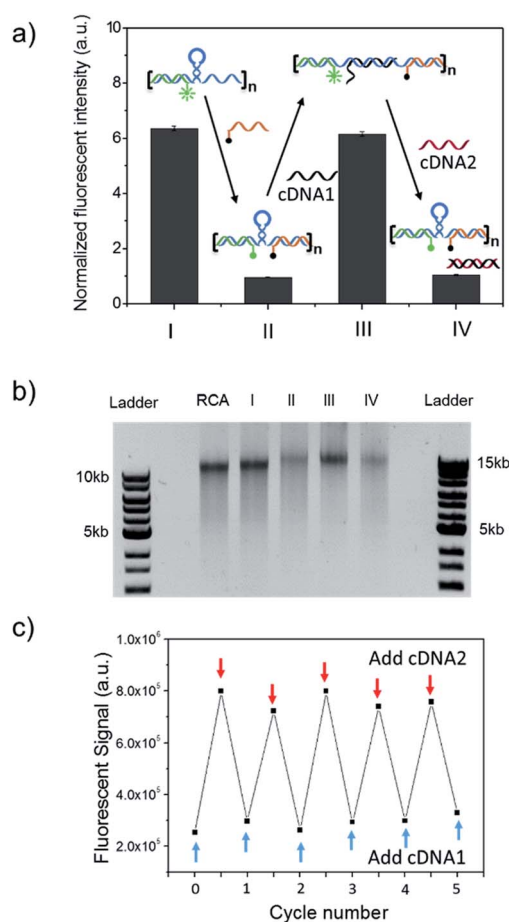 a)
Normalized fluorescent intensity (a.u.)
10
8
6
4
2
0
n
n
n
n
cDNA1
cDNA2
I II III IV
b)
Ladder RCA I II III IV Ladder
10kb
5kb
15kb
5kb
c)
Fluorescent Signal (a.u.)
1.0x10⁶
8.0x10⁵
6.0x10⁵
4.0x10⁵
2.0x10⁵
Add cDNA2
Add cDNA1
0 1 2 3 4 5
Cycle number